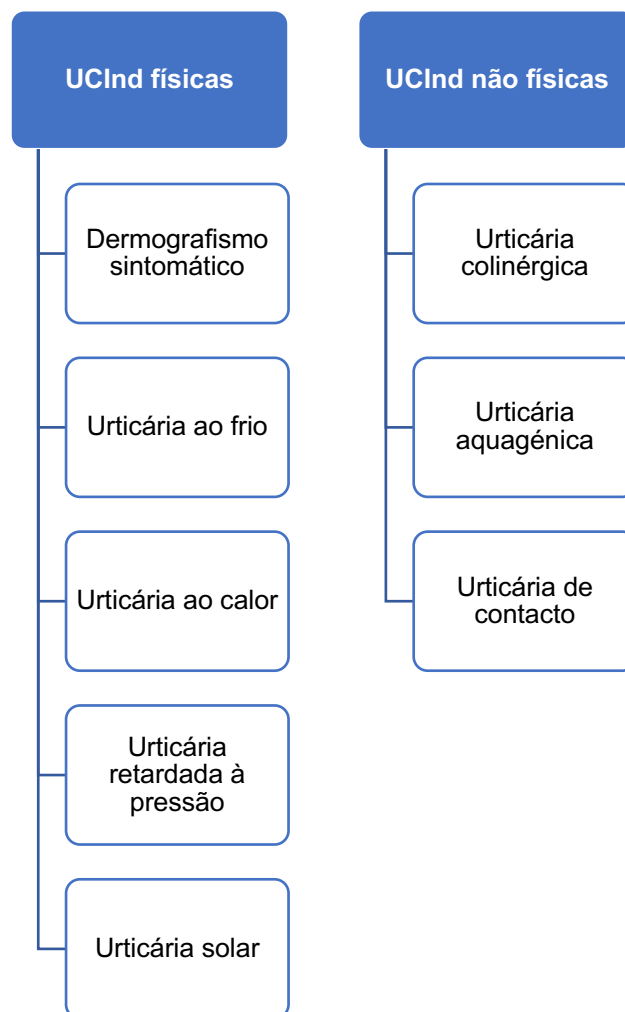 UCInd físicas
Dermografismo
sintomático
Urticária ao frio
Urticária ao calor
Urticária
retardada à
pressão
Urticária solar
UCInd não físicas
Urticária
colinérgica
Urticária
aquagénica
Urticária de
contacto